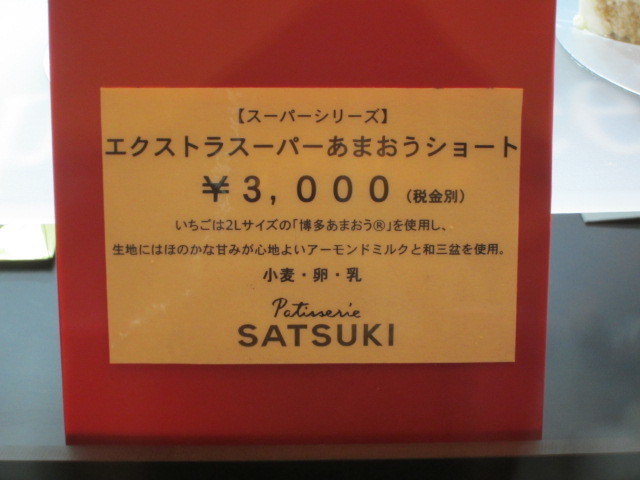 【スーパーシリーズ】
エクストラスーパーあまおうショート
¥3,000(税金別)
いちごは2Lサイズの「博多あまおう®」を使用し、
生地にはほのかな甘みが心地よいアーモンドミルクと和三盆を使用。
小麦・卵・乳
Patisserie
SATSUKI